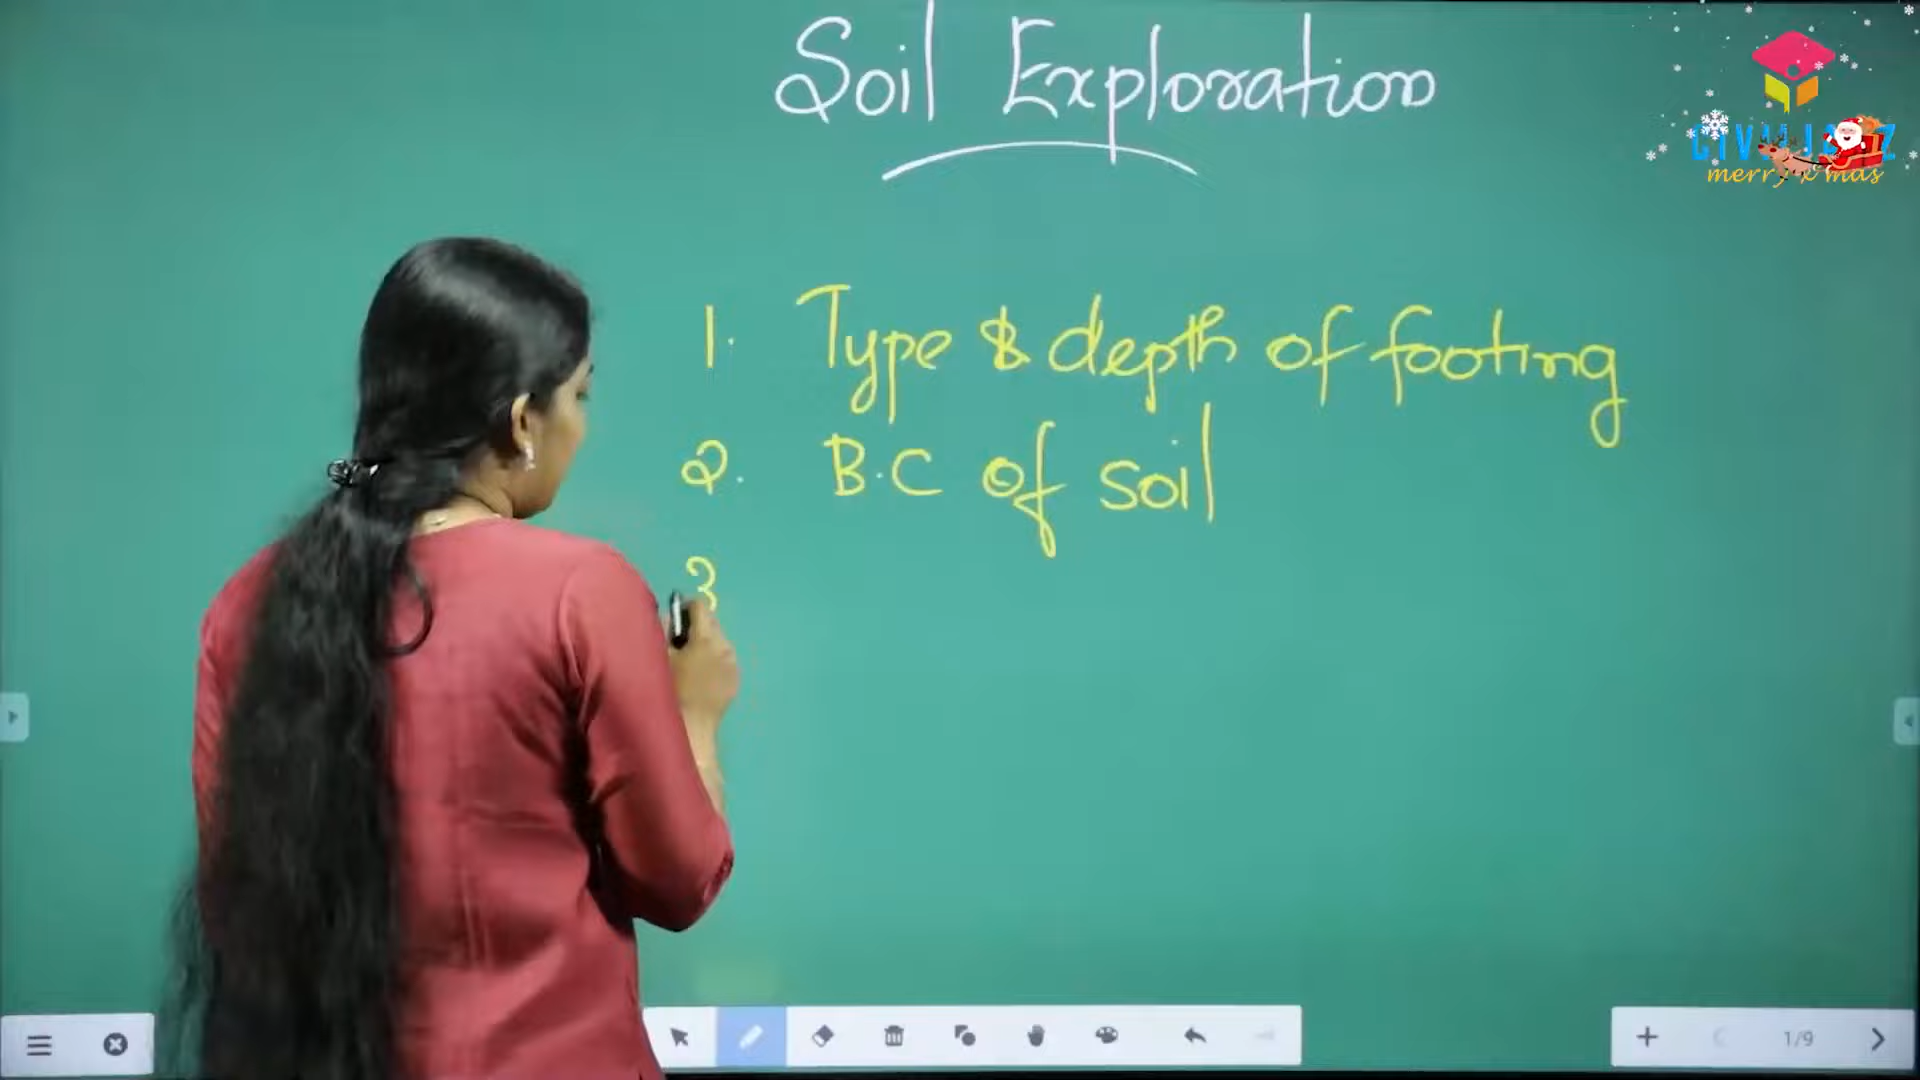 Soil Exploration
merry x'mas
1. Type & depth of footing
2. B.C of soil
3
1/9